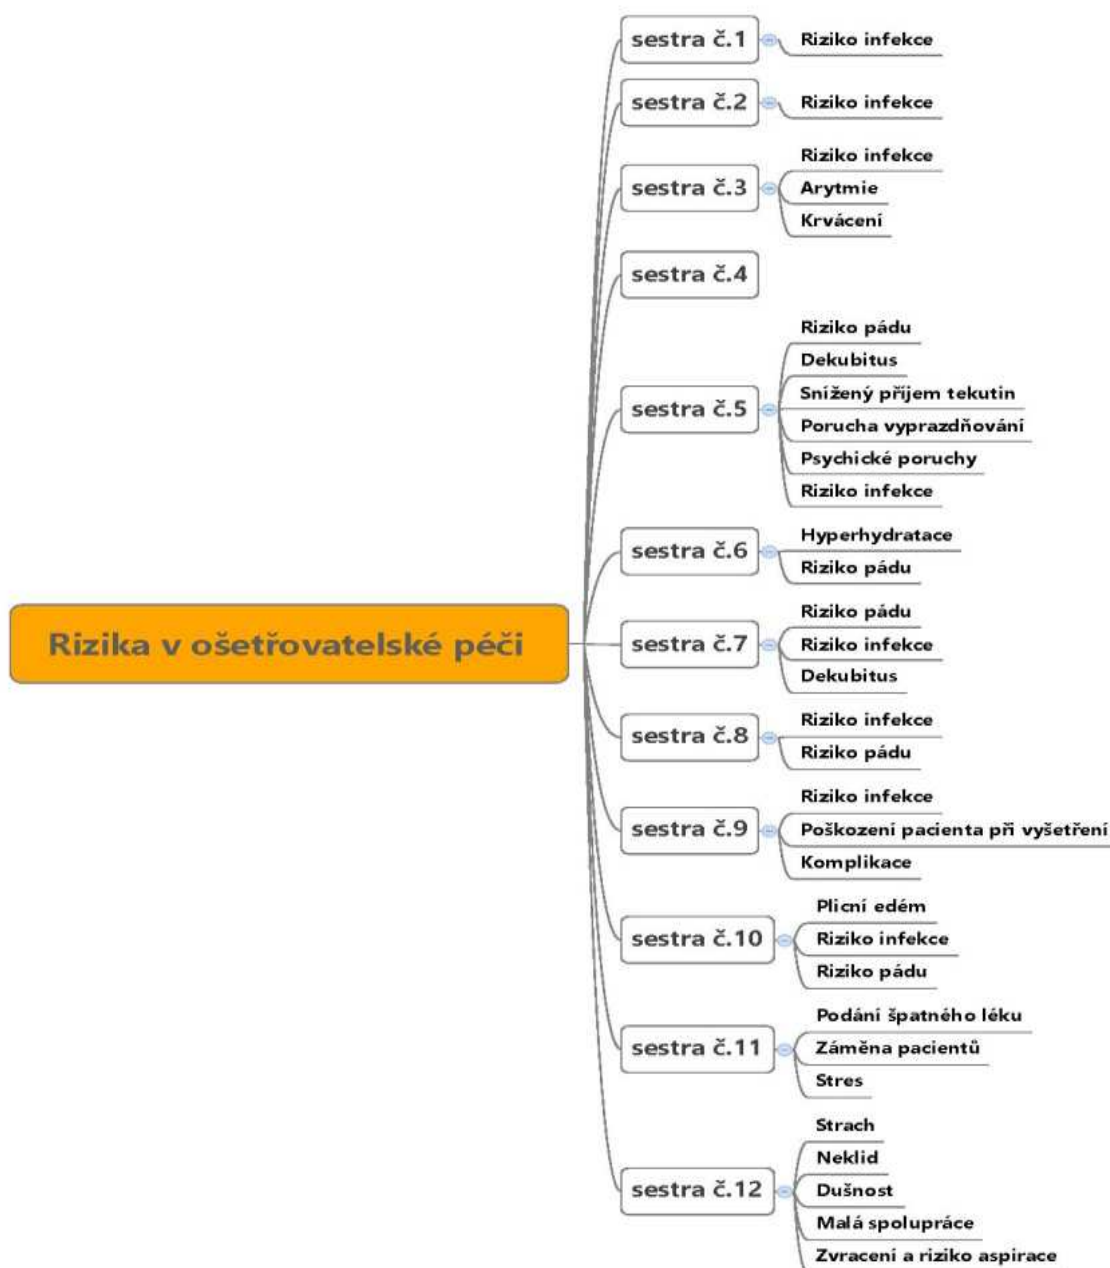 Rizika v ošetřovatelské péči
sestra č.1
Riziko infekce
sestra č.2
Riziko infekce
sestra č.3
Riziko infekce
Arytmie
Krvácení
sestra č.4
sestra č.5
Riziko pádu
Dekubitus
Snížený příjem tekutin
Porucha vyprazdňování
Psychické poruchy
Riziko infekce
sestra č.6
Hyperhydratace
Riziko pádu
sestra č.7
Riziko pádu
Riziko infekce
Dekubitus
sestra č.8
Riziko infekce
Riziko pádu
sestra č.9
Riziko infekce
Poškození pacienta při vyšetření
Komplikace
sestra č.10
Plicní edém
Riziko infekce
Riziko pádu
sestra č.11
Podání špatného léku
Záměna pacientů
Stres
sestra č.12
Strach
Neklid
Dušnost
Malá spolupráce
Zvracení a riziko aspirace